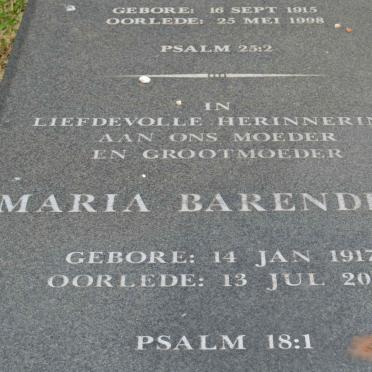 GEBORE: 16 SEPT 1915
OORLEDE: 25 MEI 1998
PSALM 25:2
IN
LIEFDEVOLLE HERINNERIN
AAN ONS MOEDER
EN GROOTMOEDER
MARIA BAREND
GEBORE: 14 JAN 1917
OORLEDE: 13 JUL 20
PSALM 18:1